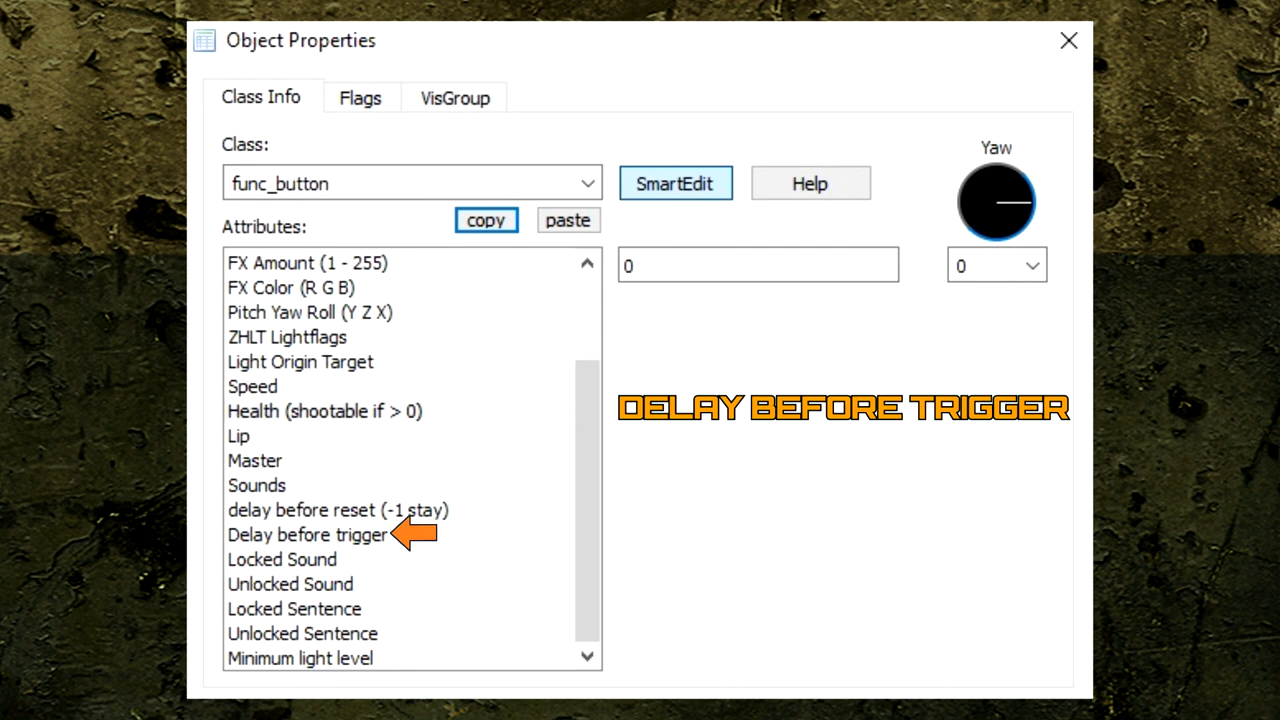 Object Properties
Class Info
Flags
VisGroup
Class:
Yaw
func_button
SmartEdit
Help
Attributes:
copy
paste
0
0
FX Amount (1 - 255)
FX Color (R G B)
Pitch Yaw Roll (Y Z X)
ZHLT Lightflags
Light Origin Target
Speed
Health (shootable if > 0)
Lip
Master
Sounds
delay before reset (-1 stay)
Delay before trigger
Locked Sound
Unlocked Sound
Locked Sentence
Unlocked Sentence
Minimum light level
DELAY BEFORE TRIGGER